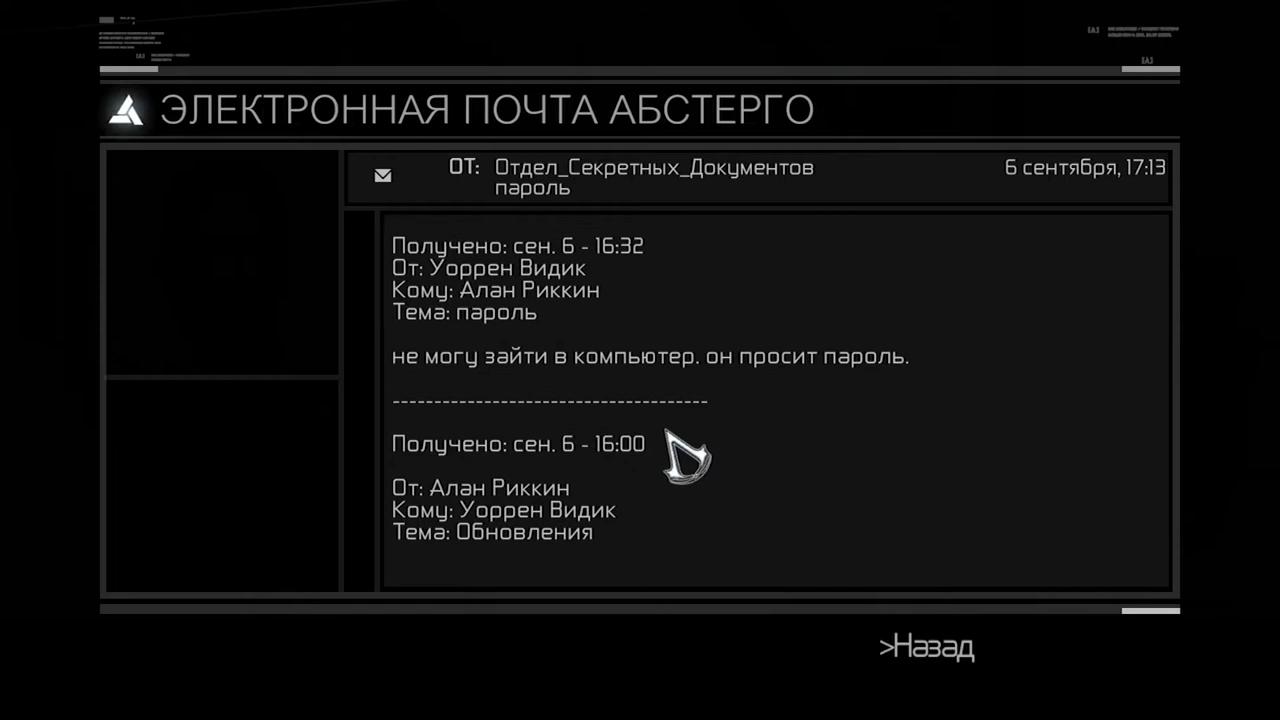 ЭЛЕКТРОННАЯ ПОЧТА АБСТЕРГО
ОТ: Отдел_Секретных_Документов 6 сентября, 17:13
пароль
Получено: сен. 6 - 16:32
От: Уоррен Видик
Кому: Алан Риккин
Тема: пароль
не могу зайти в компьютер. он просит пароль.
--------------------------------------
Получено: сен. 6 - 16:00
От: Алан Риккин
Кому: Уоррен Видик
Тема: Обновления
>Назад